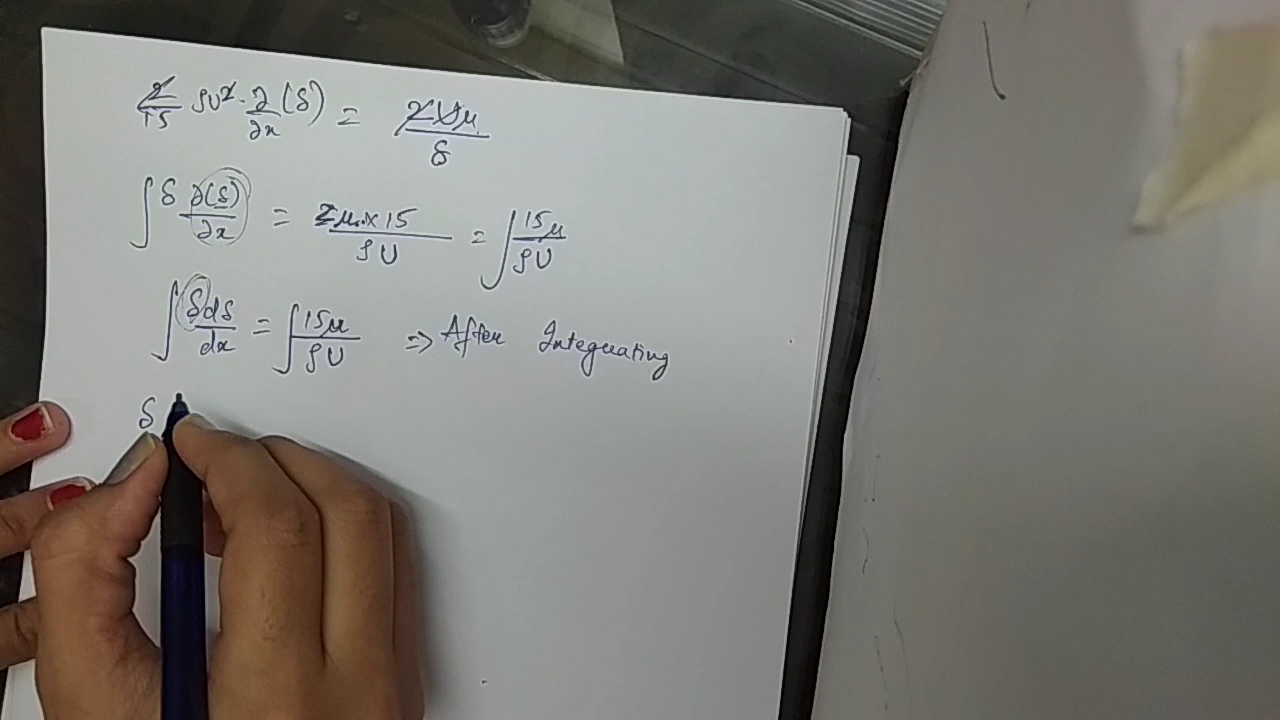 2/15 ρU². ∂/∂x (δ) = 2Uμ/δ
∫ δ ∂(δ)/∂x = 2μ×15/ρU = ∫ 15μ/ρU
∫ δdδ/dx = ∫ 15μ/ρU ⇒ After Integrating
δ